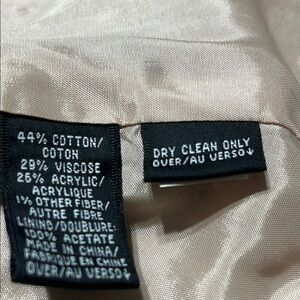 44% COTTON/
COTON
29% VISCOSE
26% ACRYLIC/
ACRYLIQUE
1% OTHER FIBER/
AUTRE FIBRE
LINING/DOUBLURE:
100% ACETATE
MADE IN CHINA/
FABRIQUE EN CHINE
OVER/AU VERSO↓
DRY CLEAN ONLY
OVER/AU VERSO↓